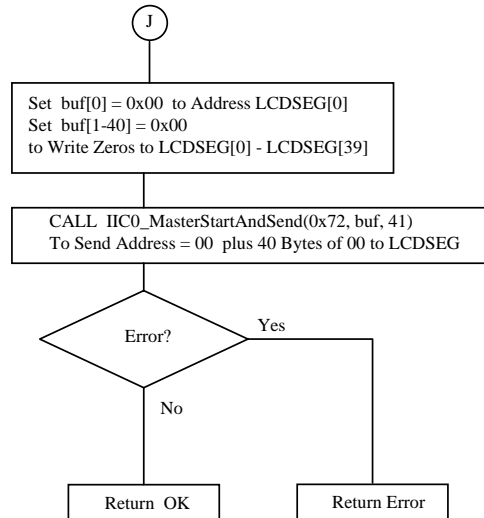 J
Set buf[0] = 0x00 to Address LCDSEG[0]
Set buf[1-40] = 0x00
to Write Zeros to LCDSEG[0] - LCDSEG[39]
CALL IIC0_MasterStartAndSend(0x72, buf, 41)
To Send Address = 00 plus 40 Bytes of 00 to LCDSEG
Error?
Yes
No
Return OK
Return Error